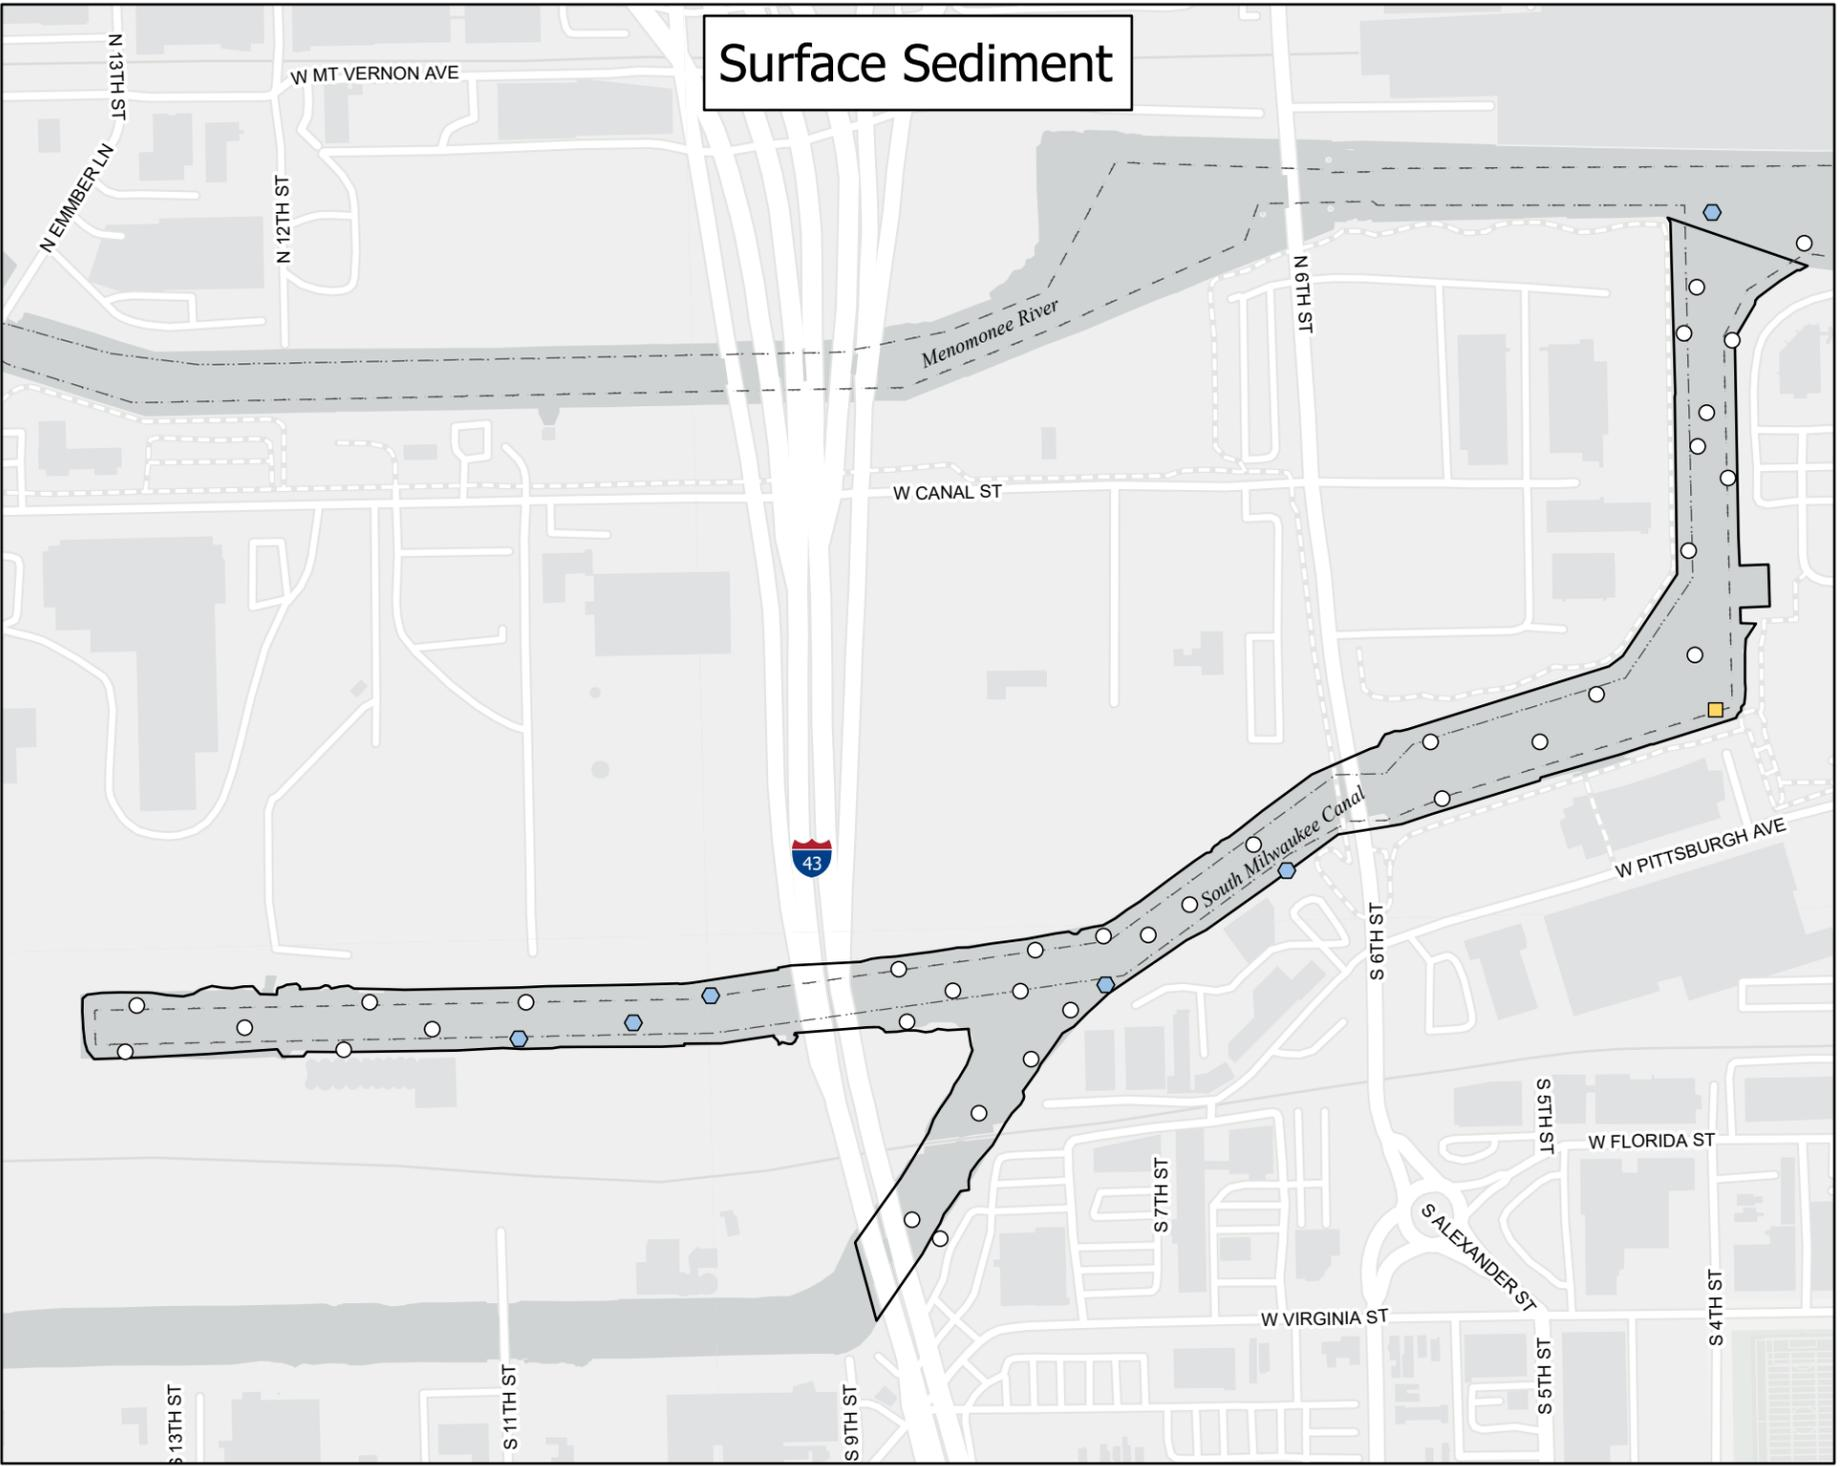 Surface Sediment
N 13TH ST
W MT VERNON AVE
N EMMBER LN
N 12TH ST
N 6TH ST
Menomonee River
W CANAL ST
43
South Milwaukee Canal
W PITTSBURGH AVE
S 6TH ST
S 5TH ST
W FLORIDA ST
S 7TH ST
S ALEXANDER ST
W VIRGINIA ST
S 4TH ST
S 13TH ST
S 11TH ST
S 9TH ST
S 5TH ST